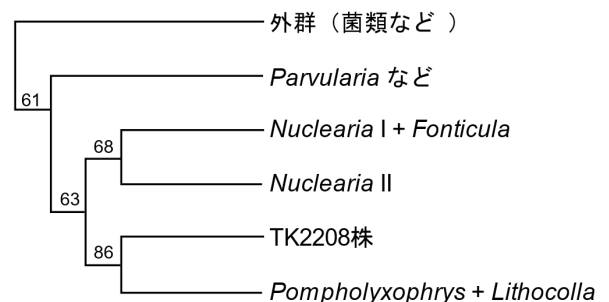 外群（菌類など ）
61
Parvularia など
68
Nuclearia I + Fonticula
63
Nuclearia II
86
TK2208株
Pompholyxophrys + Lithocolla